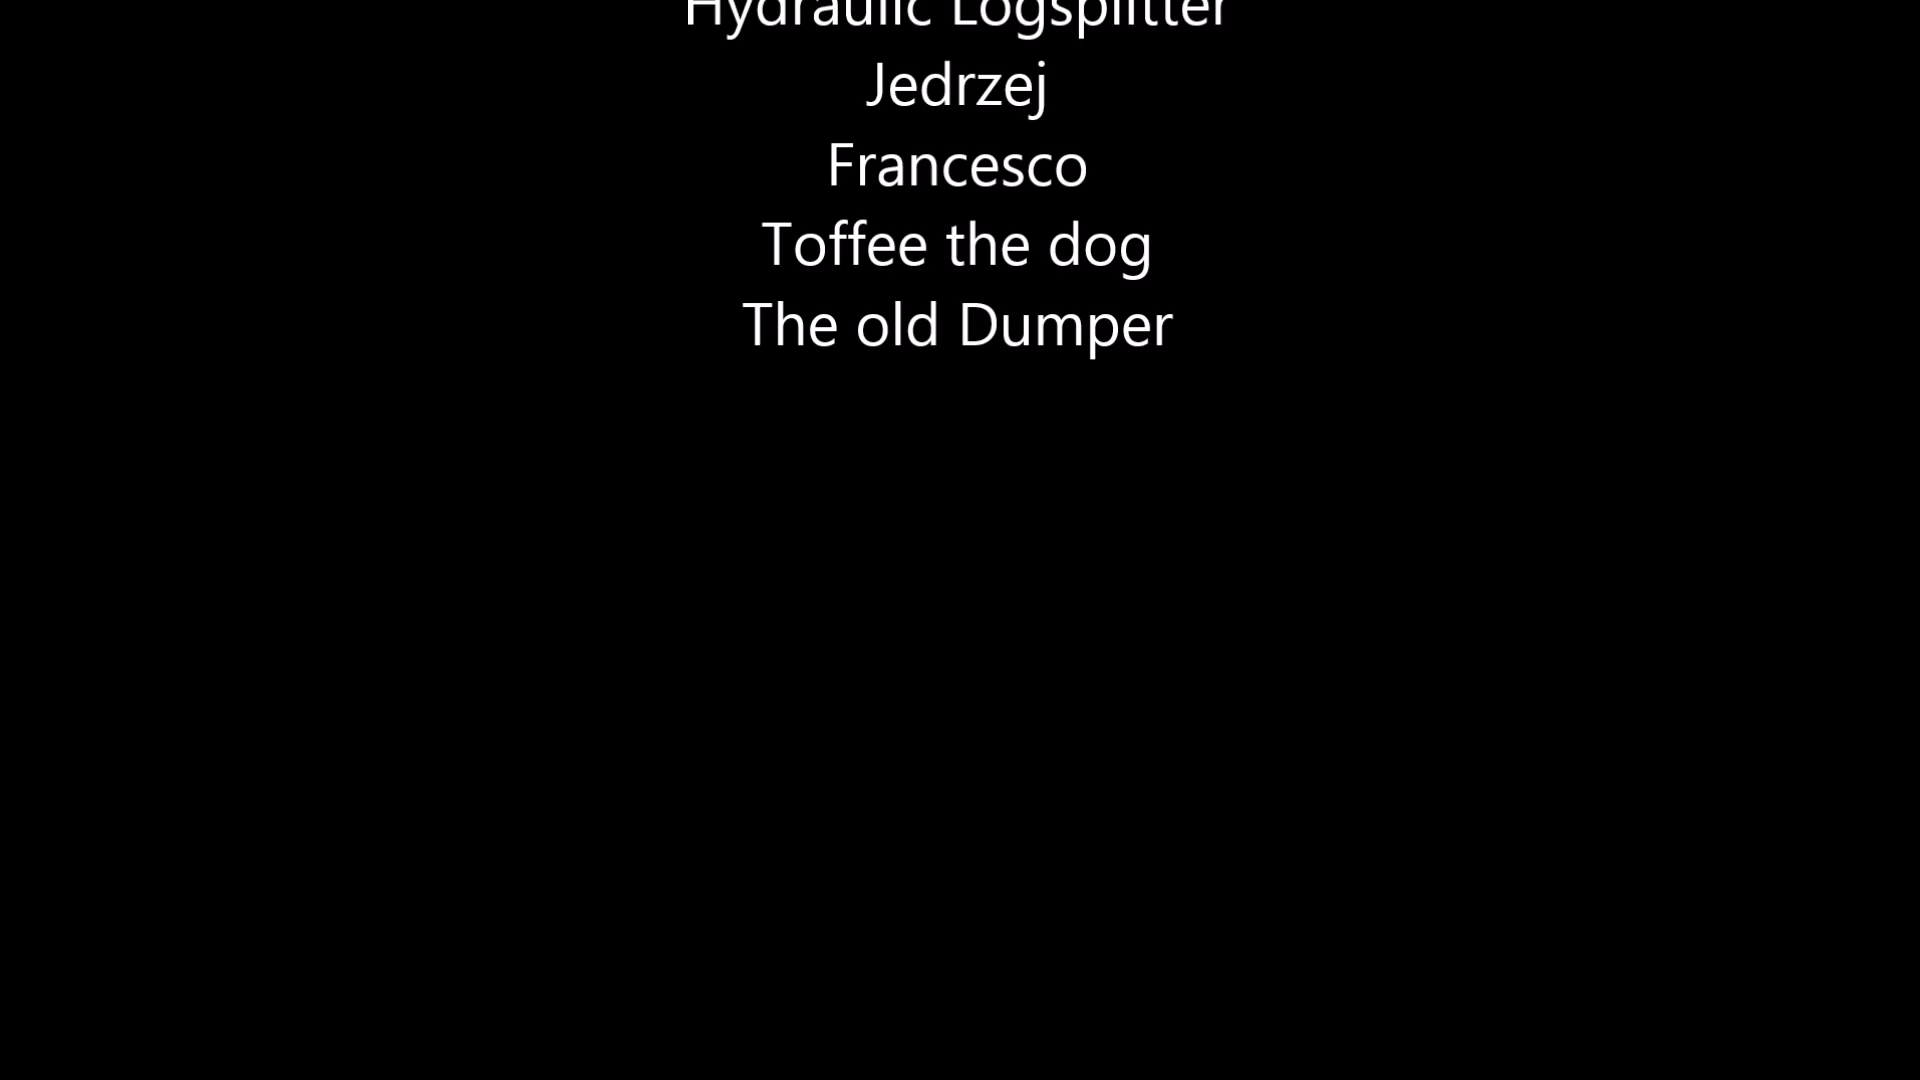 Hydraulic Logsplitter
Jedrzej
Francesco
Toffee the dog
The old Dumper